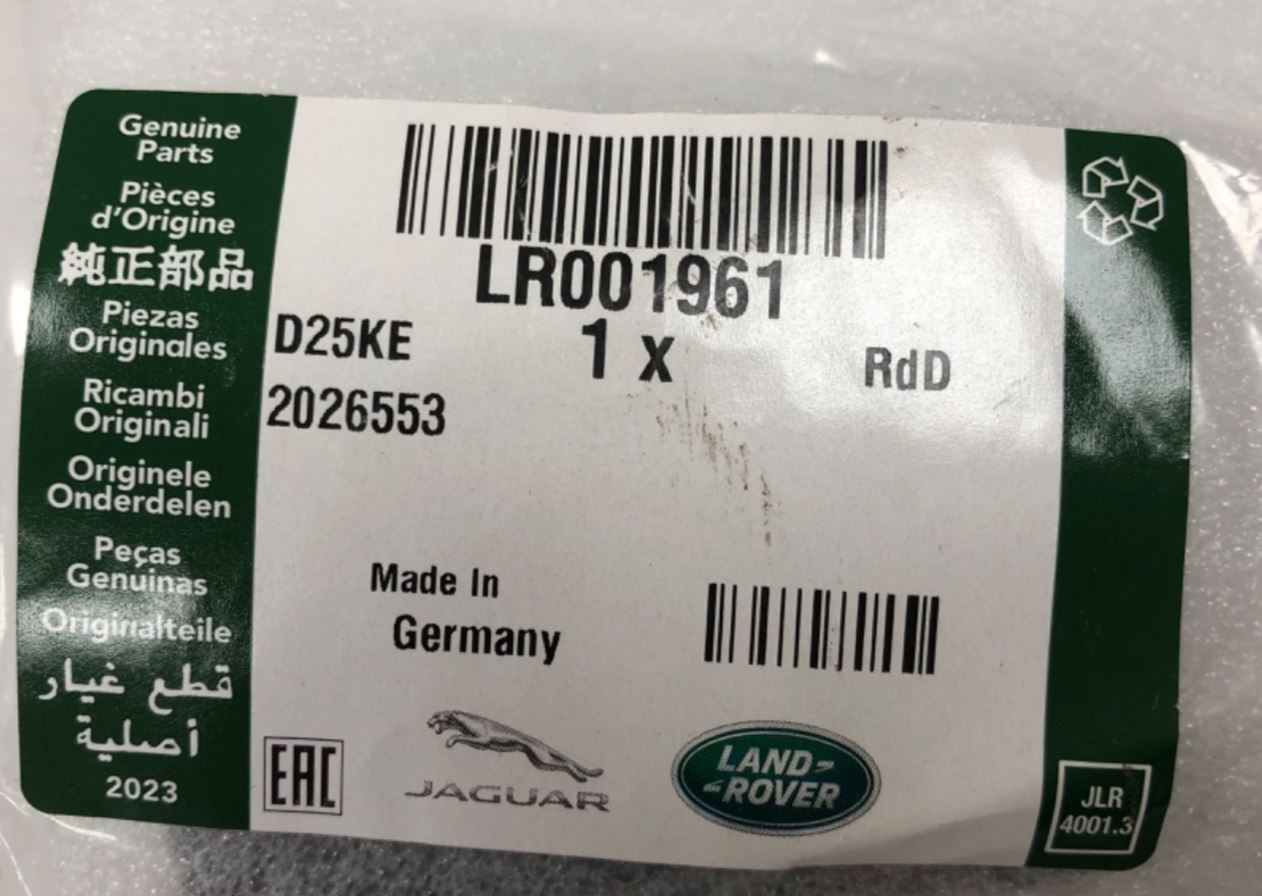 Genuine
Parts
Pièces
d'Origine
純正部品
Piezas
Originales
Ricambi
Originali
Originele
Onderdelen
Peças
Genuinas
Originalteile
قطع غيار
أصلية
2023
LR001961
D25KE
1 x
RdD
2026553
Made In
Germany
EAC
JAGUAR
LAND-
-ROVER
JLR
4001.3